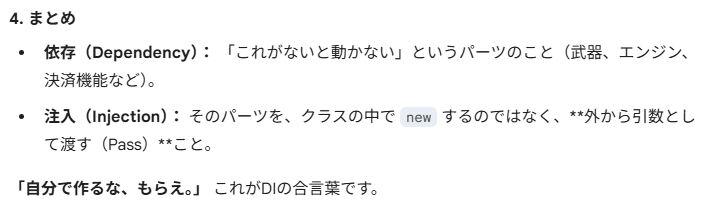 4. まとめ
• 依存（Dependency）： 「これがないと動かない」というパーツのこと（武器、エンジン、
決済機能など）。
• 注入（Injection）： そのパーツを、クラスの中で new するのではなく、**外から引数とし
て渡す（Pass）**こと。
「自分で作るな、もらえ。」 これがDIの合言葉です。